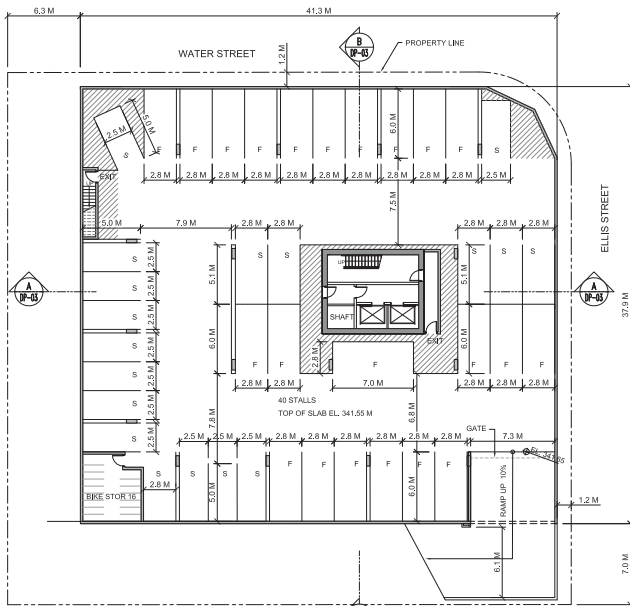 6.3 M
41.3 M
WATER STREET
B
DP-03
PROPERTY LINE
1.2 M
5.0 M
2.5 M
6.0 M
S
F F F F F F F F F F S
EXIT
UP
2.8 M 2.8 M 2.8 M 2.8 M 2.8 M 2.8 M 2.8 M 2.8 M 2.8 M 2.8 M 2.5 M
7.5 M
ELLIS STREET
5.0 M
7.9 M
2.8 M 2.8 M
2.8 M 2.8 M 2.8 M
S S
S S S
UP
5.1 M
5.1 M
A
DP-03
A
DP-03
37.9 M
SHAFT
EXIT
6.0 M
6.0 M
S
S
S
S
S
S
S
2.5 M
2.5 M
2.5 M
2.5 M
2.5 M
2.5 M
2.5 M
F F
2.8 M
F
F F F
2.8 M 2.8 M
7.0 M
2.8 M 2.8 M 2.8 M
40 STALLS
TOP OF SLAB EL. 341.55 M
7.8 M
6.8 M
GATE
2.5 M 2.5 M 2.5 M 2.8 M 2.8 M 2.8 M 2.8 M 2.8 M 2.8 M 7.3 M
EL. 341.55
S S S S F F F F F F
2.8 M
5.0 M
6.0 M
BIKE STOR 16
RAMP UP 10%
1.2 M
6.1 M
7.0 M